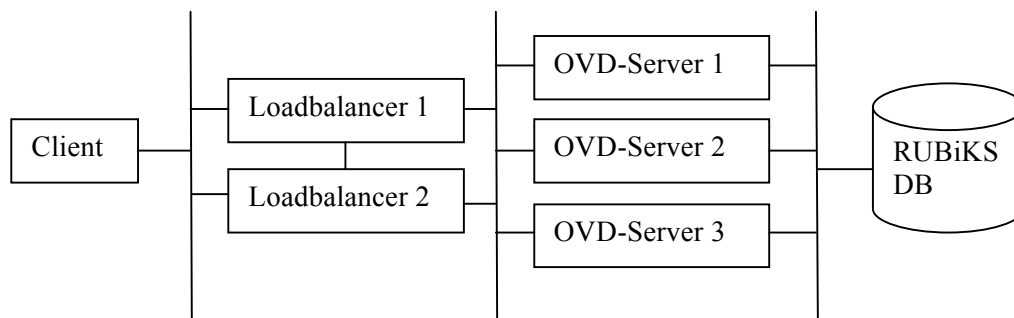 Client
Loadbalancer 1
Loadbalancer 2
OVD-Server 1
OVD-Server 2
OVD-Server 3
RUBiKS
DB